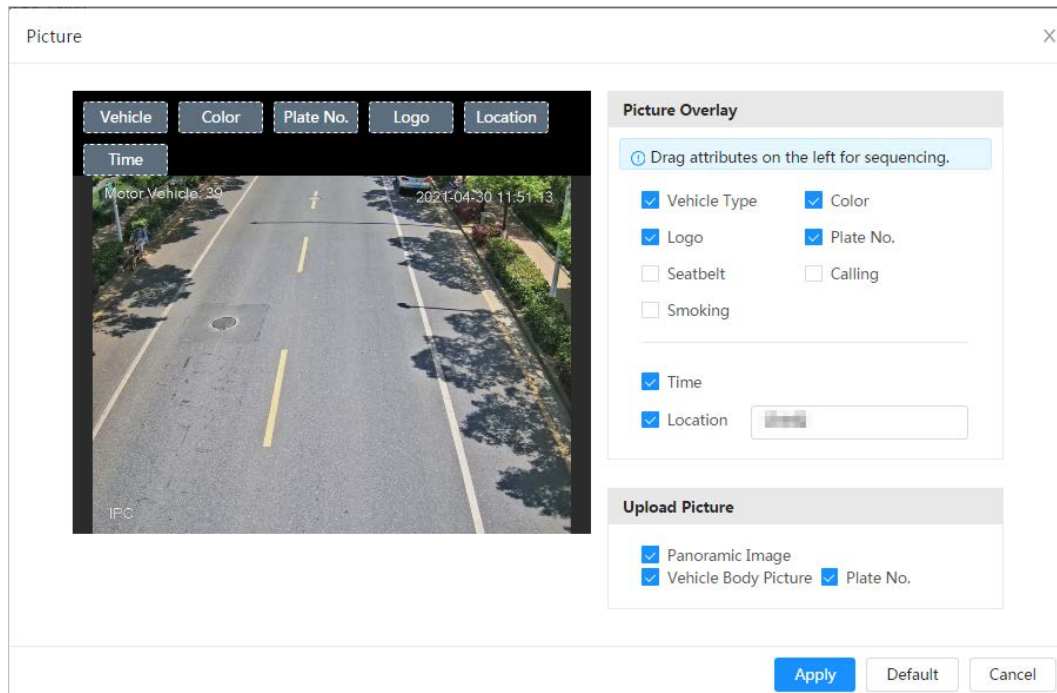 Picture
Vehicle Color Plate No. Logo Location
Time
Motor Vehicle: 39 2021-04-30 11:51:13
IPC
Picture Overlay
Drag attributes on the left for sequencing.
Vehicle Type Color
Logo Plate No.
Seatbelt Calling
Smoking
Time
Location
Upload Picture
Panoramic Image
Vehicle Body Picture Plate No.
Apply Default Cancel